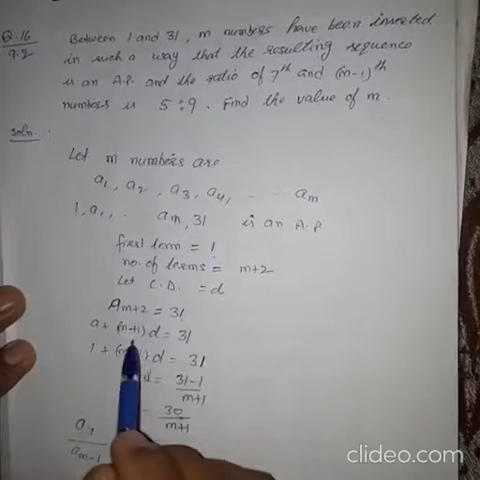 Q.16
9.2
Between 1 and 31, m numbers have been inserted
in such a way that the resulting sequence
is an A.P. and the ratio of 7th and (m-1)th
numbers is 5:9. Find the value of m.
Soln.
Let m numbers are
a1, a2, a3, a4, - - am
1, a1, . am, 31 is an A.P
first term = 1
no. of terms = m+2
Let C.D. = d
Am+2 = 31
a + (m+1)d = 31
1 + d = 31
d = 31-1
m+1
30
m+1
a7
am-1
clideo.com